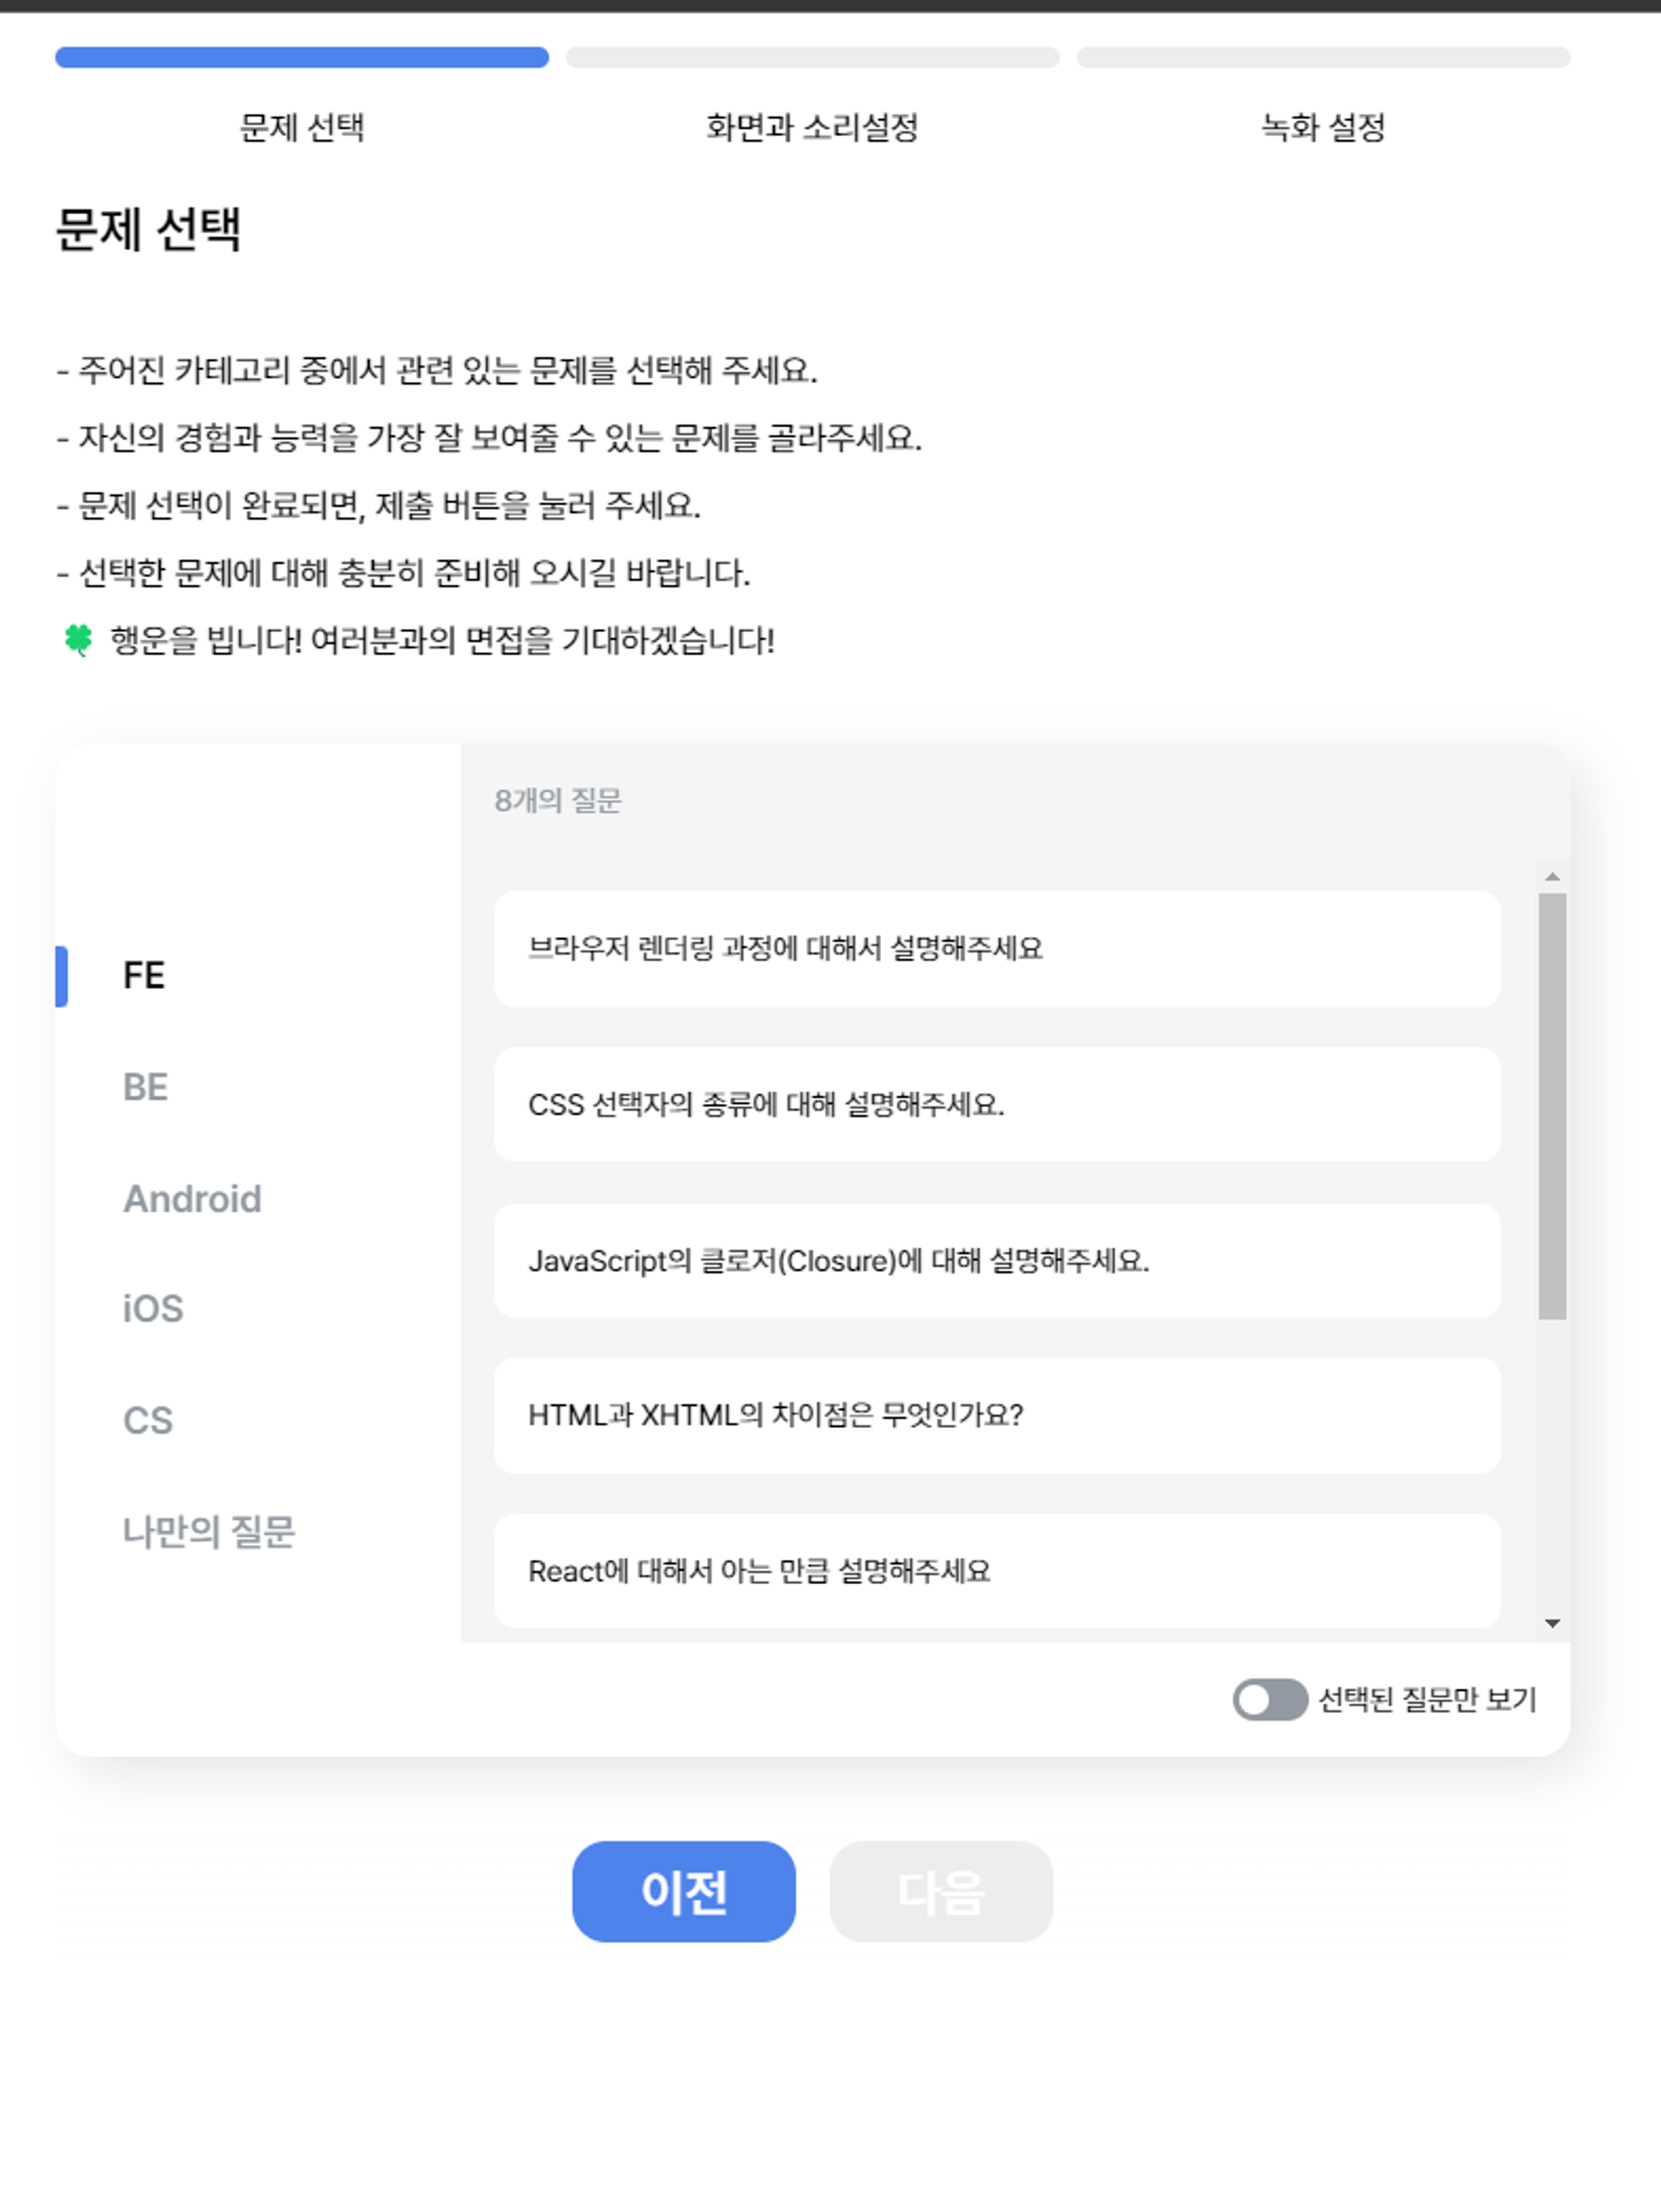 문제 선택
화면과 소리설정
녹화 설정
문제 선택
- 주어진 카테고리 중에서 관련 있는 문제를 선택해 주세요.
- 자신의 경험과 능력을 가장 잘 보여줄 수 있는 문제를 골라주세요.
- 문제 선택이 완료되면, 제출 버튼을 눌러 주세요.
- 선택한 문제에 대해 충분히 준비해 오시길 바랍니다.
🍀 행운을 빕니다! 여러분과의 면접을 기대하겠습니다!
FE
BE
Android
iOS
CS
나만의 질문
8개의 질문
브라우저 렌더링 과정에 대해서 설명해주세요
CSS 선택자의 종류에 대해 설명해주세요.
JavaScript의 클로저(Closure)에 대해 설명해주세요.
HTML과 XHTML의 차이점은 무엇인가요?
React에 대해서 아는 만큼 설명해주세요
선택된 질문만 보기
이전
다음